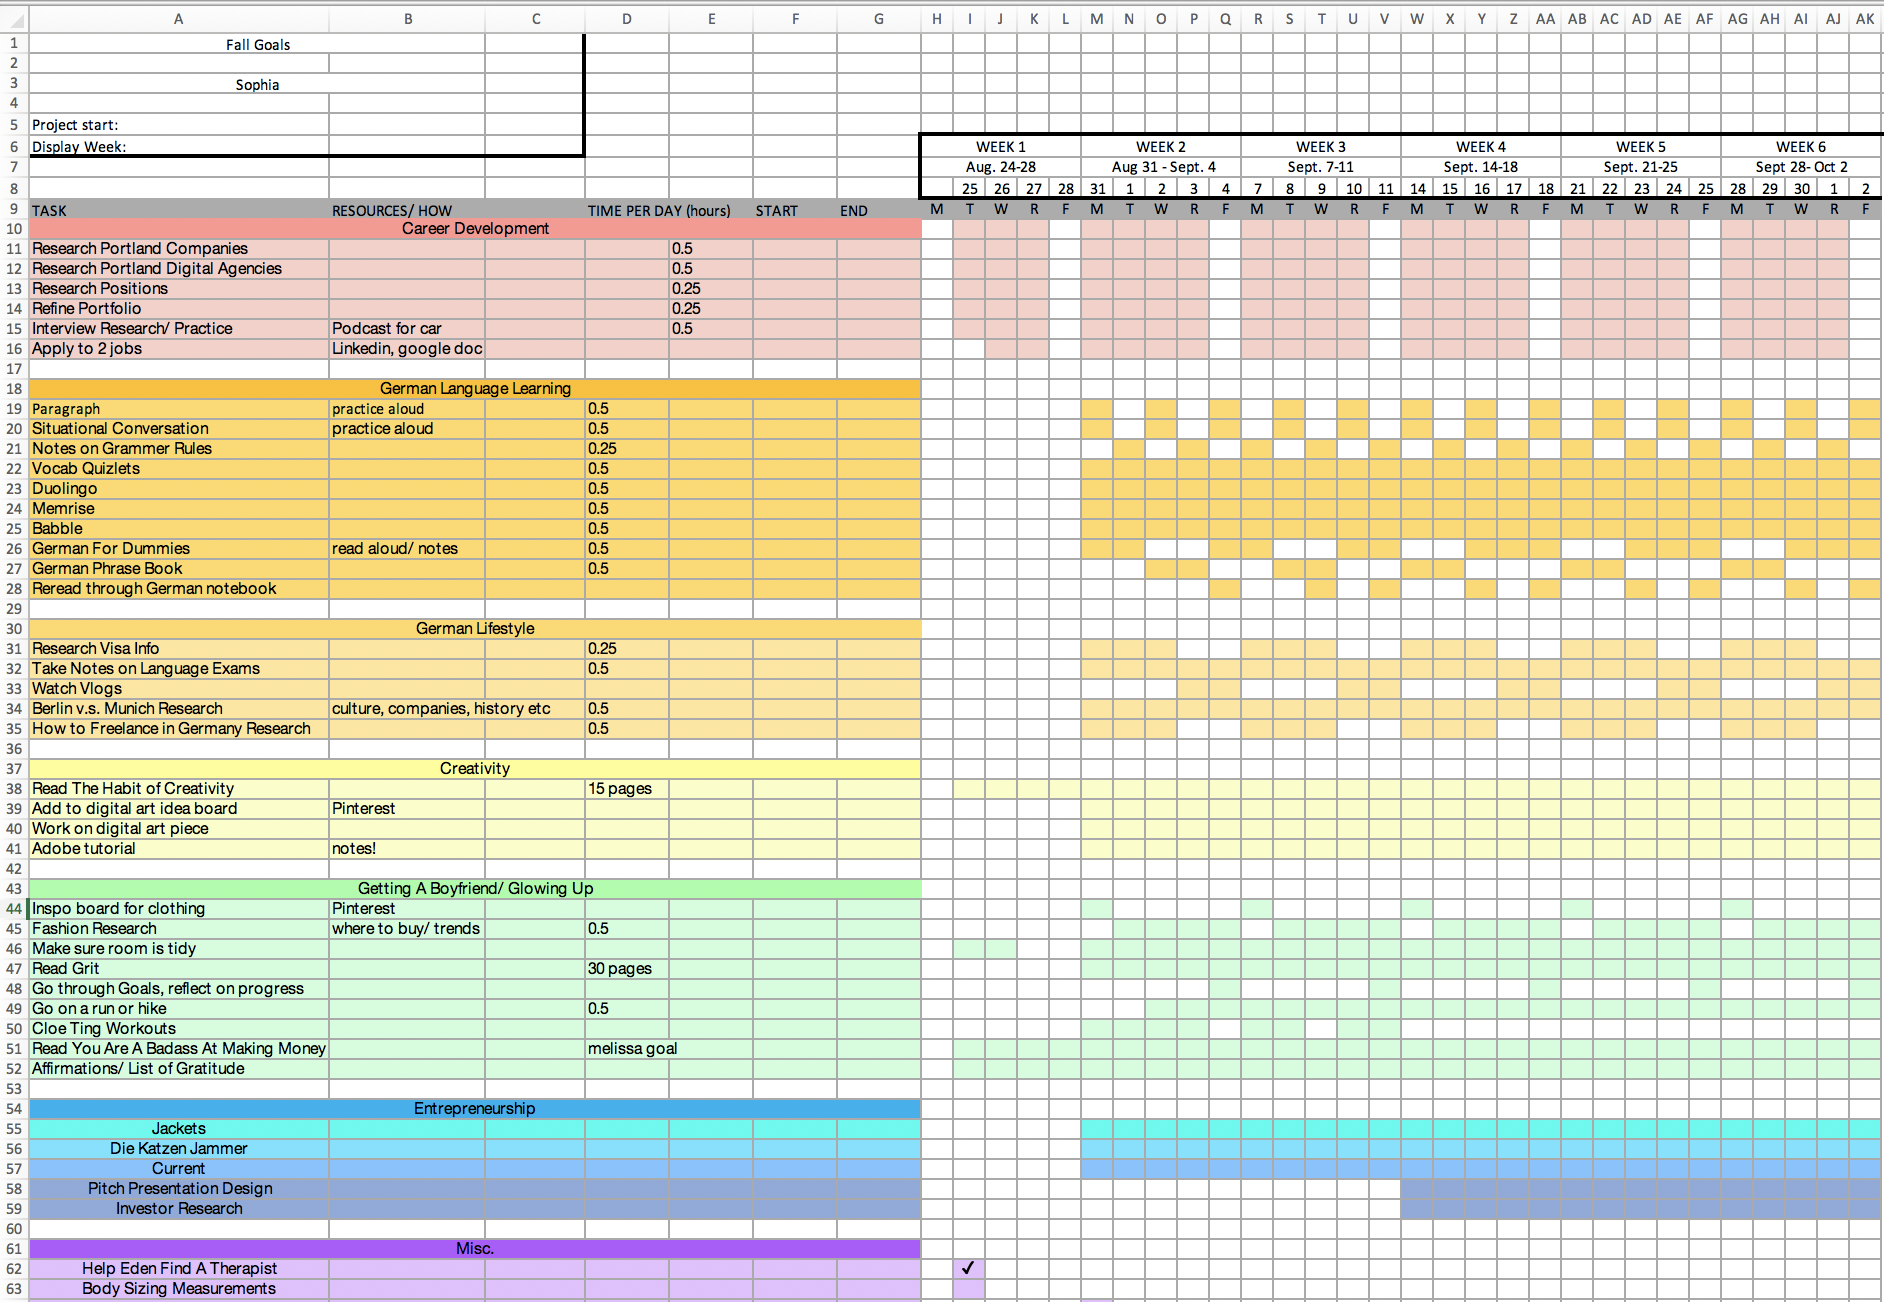 A B C D E F G H I J K L M N O P Q R S T U V W X Y Z AA AB AC AD AE AF AG AH AI AJ AK
1 Fall Goals
2
3 Sophia
4
5 Project start:
6 Display Week: WEEK 1 WEEK 2 WEEK 3 WEEK 4 WEEK 5 WEEK 6
7 Aug. 24-28 Aug 31 - Sept. 4 Sept. 7-11 Sept. 14-18 Sept. 21-25 Sept 28- Oct 2
8 25 26 27 28 31 1 2 3 4 7 8 9 10 11 14 15 16 17 18 21 22 23 24 25 28 29 30 1 2
9 TASK RESOURCES/ HOW TIME PER DAY (hours) START END M T W R F M T W R F M T W R F M T W R F M T W R F M T W R F
10 Career Development
11 Research Portland Companies 0.5
12 Research Portland Digital Agencies 0.5
13 Research Positions 0.25
14 Refine Portfolio 0.25
15 Interview Research/ Practice Podcast for car 0.5
16 Apply to 2 jobs Linkedin, google doc
17
18 German Language Learning
19 Paragraph practice aloud 0.5
20 Situational Conversation practice aloud 0.5
21 Notes on Grammer Rules 0.25
22 Vocab Quizlets 0.5
23 Duolingo 0.5
24 Memrise 0.5
25 Babble 0.5
26 German For Dummies read aloud/ notes 0.5
27 German Phrase Book 0.5
28 Reread through German notebook
29
30 German Lifestyle
31 Research Visa Info 0.25
32 Take Notes on Language Exams 0.5
33 Watch Vlogs
34 Berlin v.s. Munich Research culture, companies, history etc 0.5
35 How to Freelance in Germany Research 0.5
36
37 Creativity
38 Read The Habit of Creativity 15 pages
39 Add to digital art idea board Pinterest
40 Work on digital art piece
41 Adobe tutorial notes!
42
43 Getting A Boyfriend/ Glowing Up
44 Inspo board for clothing Pinterest
45 Fashion Research where to buy/ trends 0.5
46 Make sure room is tidy
47 Read Grit 30 pages
48 Go through Goals, reflect on progress
49 Go on a run or hike 0.5
50 Cloe Ting Workouts
51 Read You Are A Badass At Making Money melissa goal
52 Affirmations/ List of Gratitude
53
54 Entrepreneurship
55 Jackets
56 Die Katzen Jammer
57 Current
58 Pitch Presentation Design
59 Investor Research
60
61 Misc.
62 Help Eden Find A Therapist ✓
63 Body Sizing Measurements